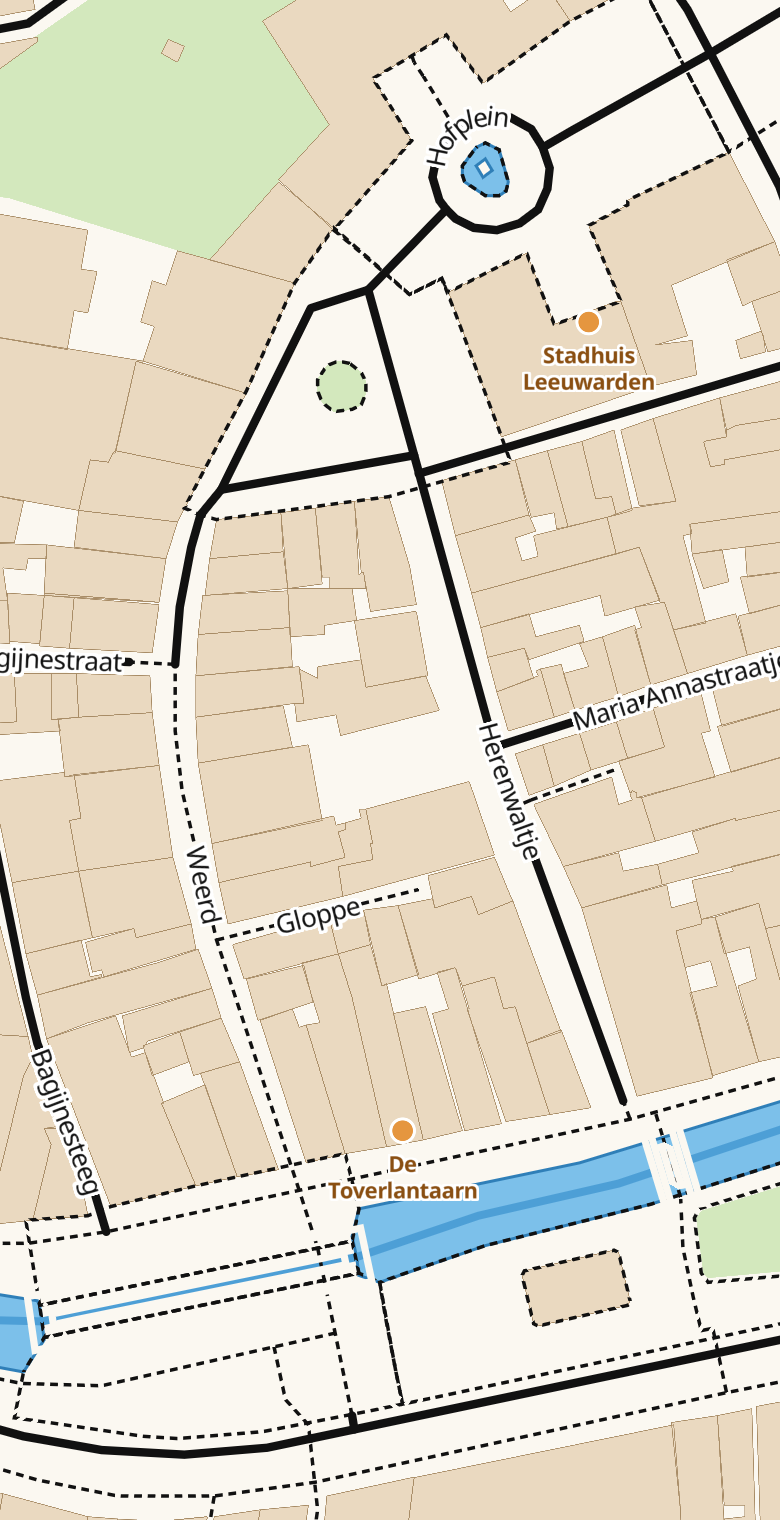 Hofplein
Stadhuis
Leeuwarden
gijnestraat
Maria Annastraatje
Herenwaltje
Weerd
Gloppe
Bagijnesteeg
De
Toverlantaarn